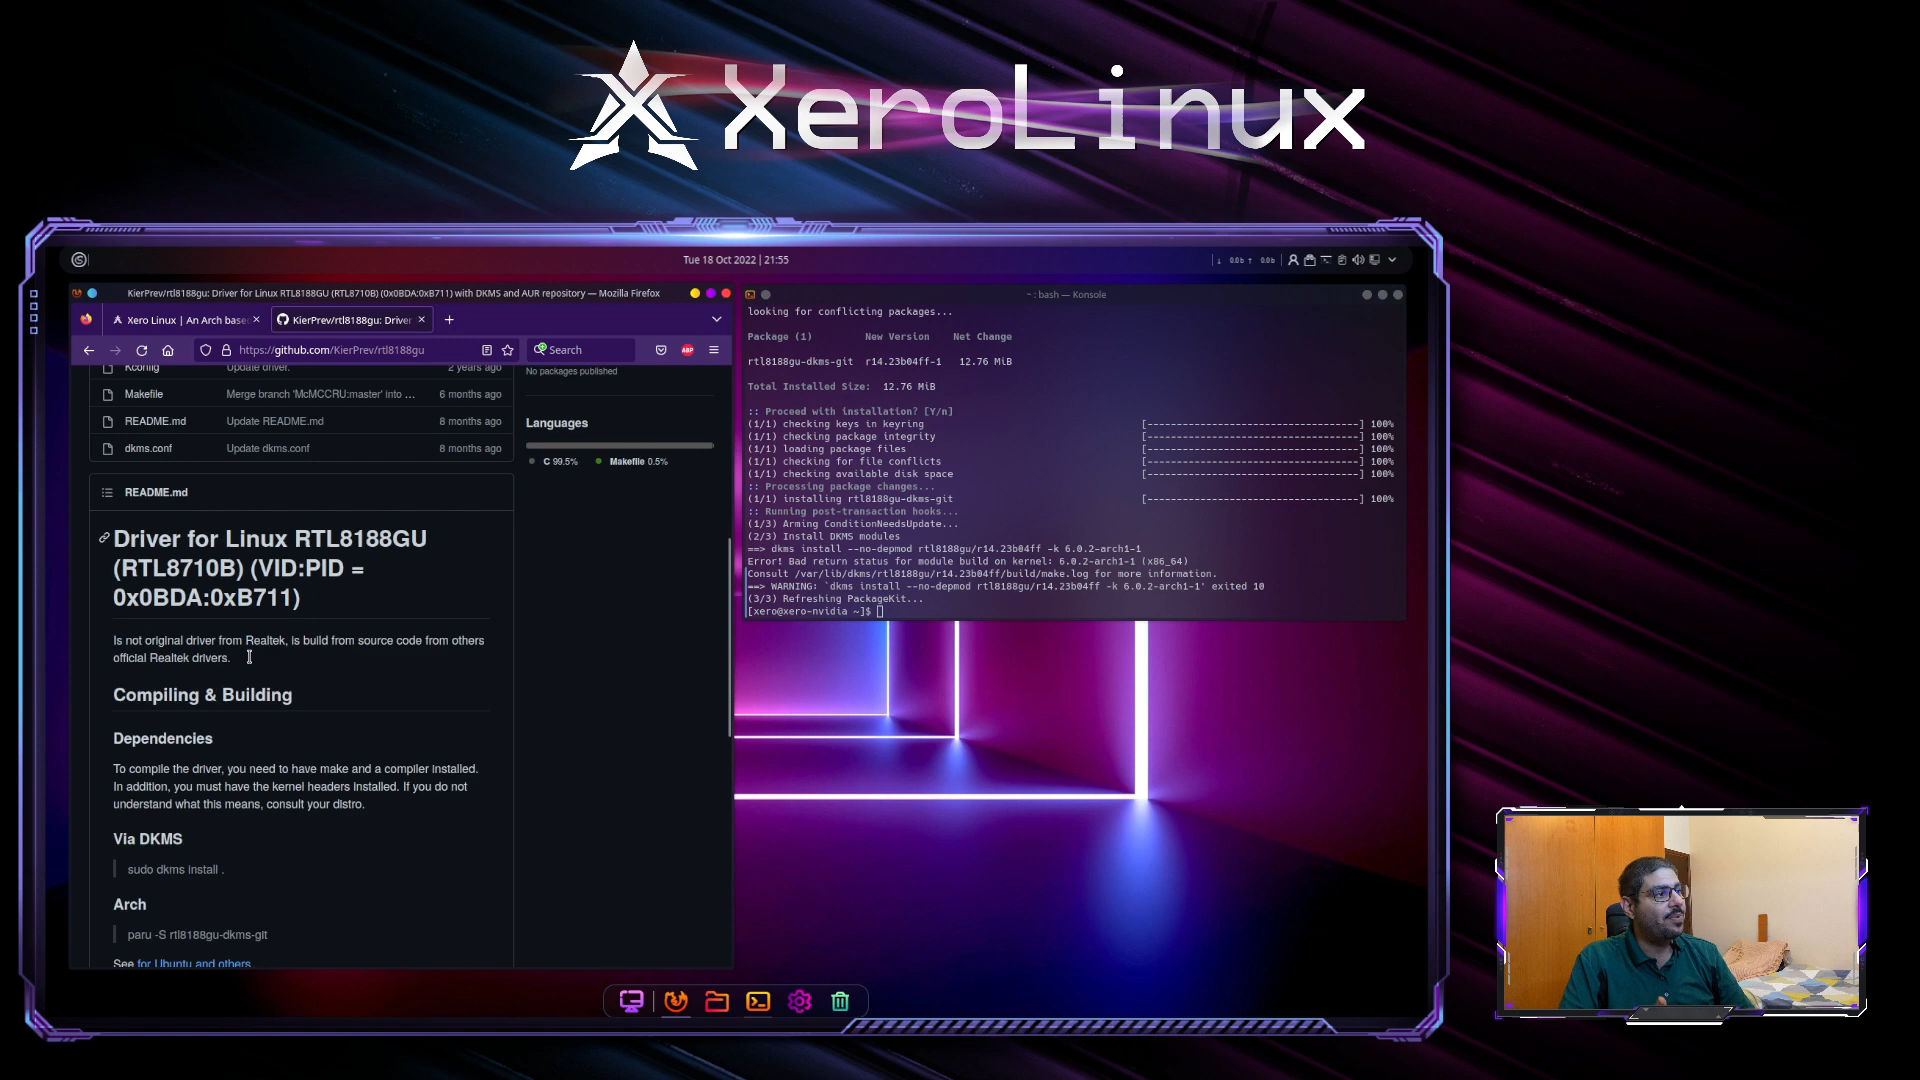 XeroLinux
Tue 18 Oct 2022 | 21:55
↓ 0.0b ↑ 0.0b
KierPrev/rtl8188gu: Driver for Linux RTL8188GU (RTL8710B) (0x0BDA:0xB711) with DKMS and AUR repository — Mozilla Firefox
Xero Linux | An Arch base
KierPrev/rtl8188gu: Driver
https://github.com/KierPrev/rtl8188gu
Search
ABP
Kconfig Update driver. 2 years ago
Makefile Merge branch 'McMCCRU:master' into ... 6 months ago
README.md Update README.md 8 months ago
dkms.conf Update dkms.conf 8 months ago
No packages published
Languages
C 99.5% Makefile 0.5%
README.md
Driver for Linux RTL8188GU
(RTL8710B) (VID:PID =
0x0BDA:0xB711)
Is not original driver from Realtek, is build from source code from others
official Realtek drivers.
Compiling & Building
Dependencies
To compile the driver, you need to have make and a compiler installed.
In addition, you must have the kernel headers installed. If you do not
understand what this means, consult your distro.
Via DKMS
sudo dkms install .
Arch
paru -S rtl8188gu-dkms-git
See for Ubuntu and others
~ : bash — Konsole
looking for conflicting packages...
Package (1) New Version Net Change
rtl8188gu-dkms-git r14.23b04ff-1 12.76 MiB
Total Installed Size: 12.76 MiB
:: Proceed with installation? [Y/n]
(1/1) checking keys in keyring [------------------------------------] 100%
(1/1) checking package integrity [------------------------------------] 100%
(1/1) loading package files [------------------------------------] 100%
(1/1) checking for file conflicts [------------------------------------] 100%
(1/1) checking available disk space [------------------------------------] 100%
:: Processing package changes...
(1/1) installing rtl8188gu-dkms-git [------------------------------------] 100%
:: Running post-transaction hooks...
(1/3) Arming ConditionNeedsUpdate...
(2/3) Install DKMS modules
==> dkms install --no-depmod rtl8188gu/r14.23b04ff -k 6.0.2-arch1-1
Error! Bad return status for module build on kernel: 6.0.2-arch1-1 (x86_64)
Consult /var/lib/dkms/rtl8188gu/r14.23b04ff/build/make.log for more information.
==> WARNING: `dkms install --no-depmod rtl8188gu/r14.23b04ff -k 6.0.2-arch1-1' exited 10
(3/3) Refreshing PackageKit...
[xero@xero-nvidia ~]$